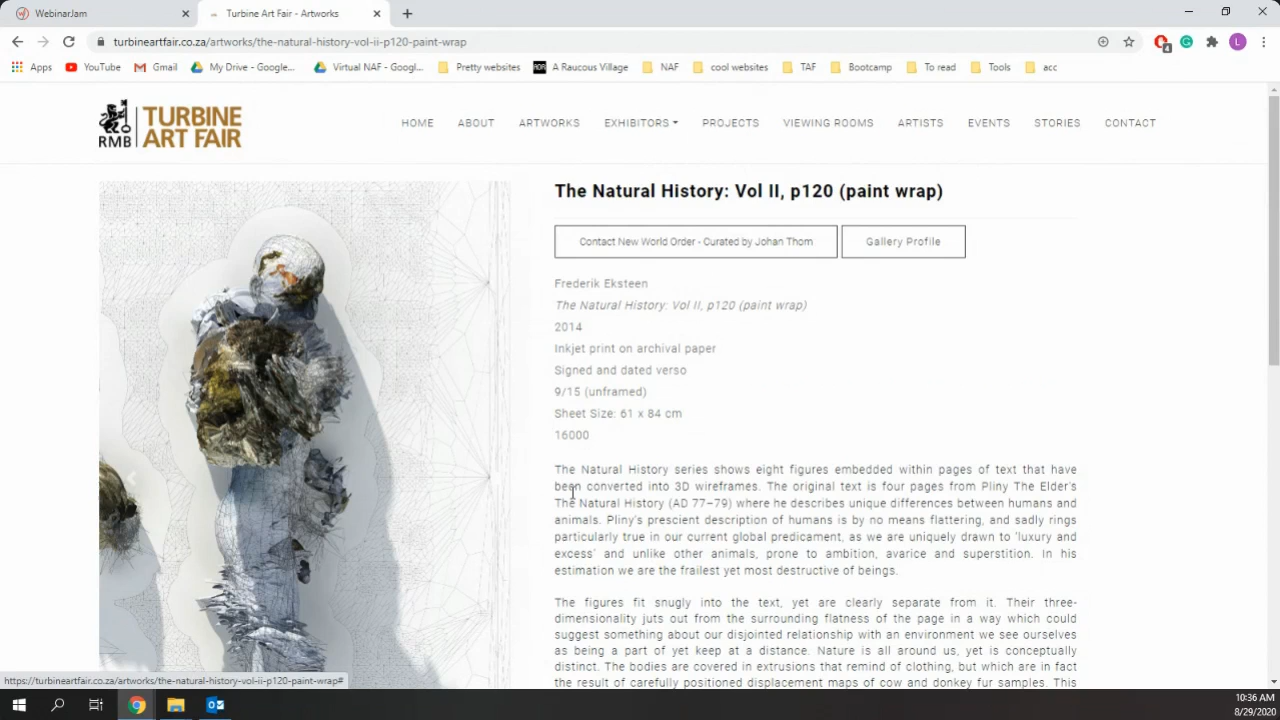 WebinarJam
Turbine Art Fair - Artworks
turbineartfair.co.za/artworks/the-natural-history-vol-ii-p120-paint-wrap
4
L
Apps YouTube Gmail My Drive - Google... Virtual NAF - Googl... Pretty websites A Raucous Village NAF cool websites TAF Bootcamp To read Tools acc
RMB TURBINE ART FAIR
HOME ABOUT ARTWORKS EXHIBITORS PROJECTS VIEWING ROOMS ARTISTS EVENTS STORIES CONTACT
The Natural History: Vol II, p120 (paint wrap)
Contact New World Order - Curated by Johan Thom Gallery Profile
Frederik Eksteen
The Natural History: Vol II, p120 (paint wrap)
2014
Inkjet print on archival paper
Signed and dated verso
9/15 (unframed)
Sheet Size: 61 x 84 cm
16000
The Natural History series shows eight figures embedded within pages of text that have
been converted into 3D wireframes. The original text is four pages from Pliny The Elder's
The Natural History (AD 77–79) where he describes unique differences between humans and
animals. Pliny's prescient description of humans is by no means flattering, and sadly rings
particularly true in our current global predicament, as we are uniquely drawn to 'luxury and
excess' and unlike other animals, prone to ambition, avarice and superstition. In his
estimation we are the frailest yet most destructive of beings.
The figures fit snugly into the text, yet are clearly separate from it. Their three-
dimensionality juts out from the surrounding flatness of the page in a way which could
suggest something about our disjointed relationship with an environment we see ourselves
as being a part of yet keep at a distance. Nature is all around us, yet is conceptually
distinct. The bodies are covered in extrusions that remind of clothing, but which are in fact
the result of carefully positioned displacement maps of cow and donkey fur samples. This
https://turbineartfair.co.za/artworks/the-natural-history-vol-ii-p120-paint-wrap#
10:36 AM
8/29/2020